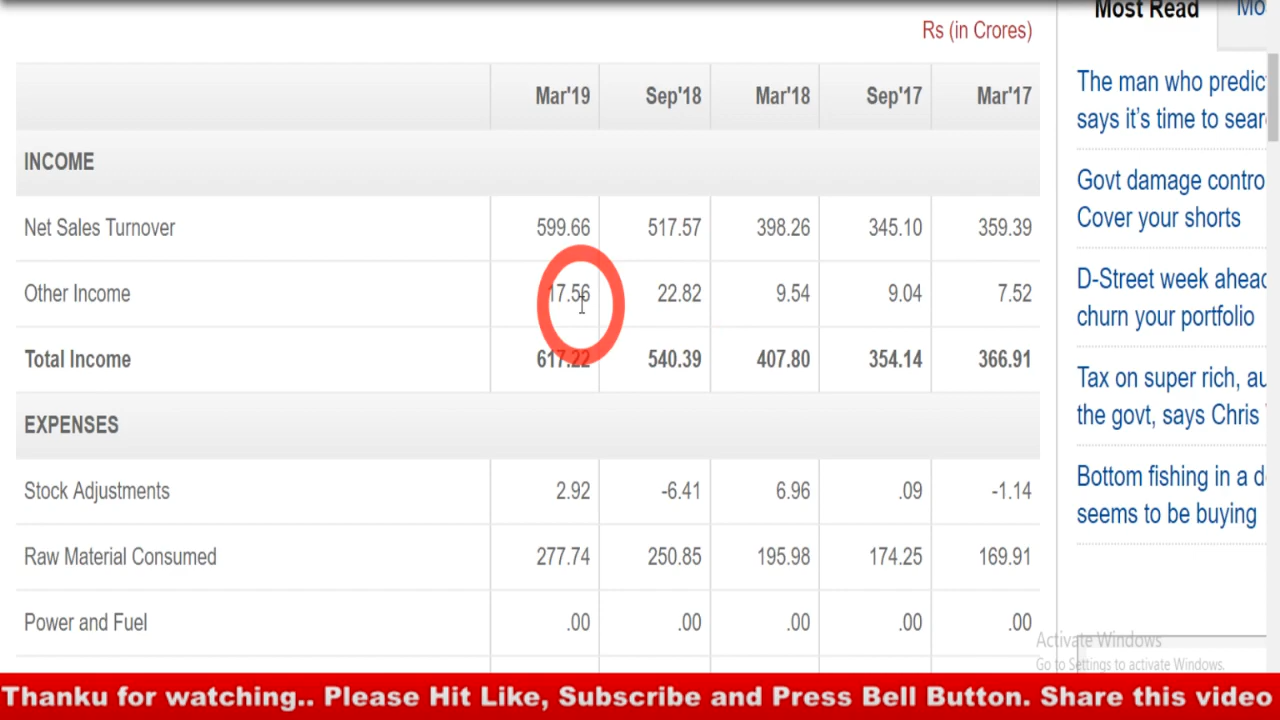 Most Read
Rs (in Crores)
Mar'19 Sep'18 Mar'18 Sep'17 Mar'17
INCOME
Net Sales Turnover 599.66 517.57 398.26 345.10 359.39
Other Income 17.56 22.82 9.54 9.04 7.52
Total Income 617.22 540.39 407.80 354.14 366.91
EXPENSES
Stock Adjustments 2.92 -6.41 6.96 .09 -1.14
Raw Material Consumed 277.74 250.85 195.98 174.25 169.91
Power and Fuel .00 .00 .00 .00 .00
The man who
says it's time to
Govt damage
Cover your shorts
D-Street week
churn your portfolio
Tax on super rich,
the govt, says Chris
Bottom fishing in a
seems to be buying
Activate Windows
Go to Settings to activate Windows.
Thanku for watching.. Please Hit Like, Subscribe and Press Bell Button. Share this video